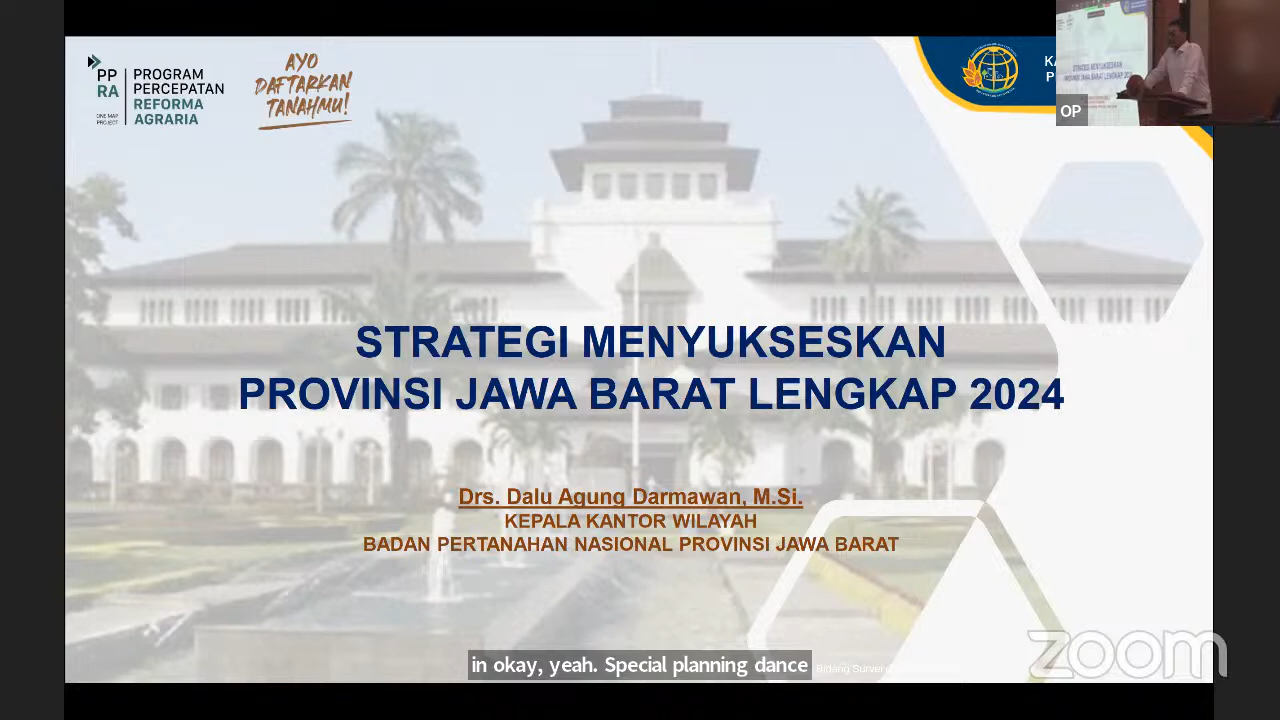 PP
RA
ONE MAP
PROJECT
PROGRAM
PERCEPATAN
REFORMA
AGRARIA
AYO
DAFTARKAN
TANAHMU!
OP
STRATEGI MENYUKSESKAN
PROVINSI JAWA BARAT LENGKAP 2024
Drs. Dalu Agung Darmawan, M.Si.
KEPALA KANTOR WILAYAH
BADAN PERTANAHAN NASIONAL PROVINSI JAWA BARAT
in okay, yeah. Special planning dance
Bidang Survei
zoom